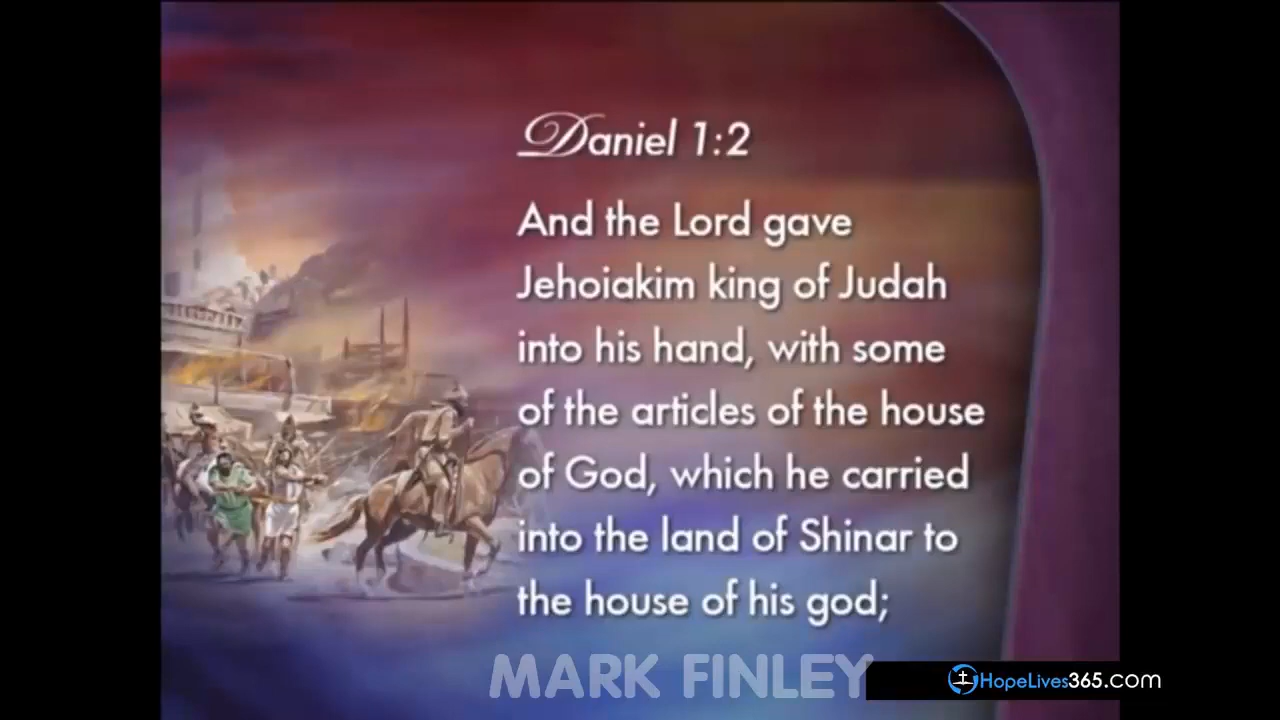 Daniel 1:2
And the Lord gave
Jehoiakim king of Judah
into his hand, with some
of the articles of the house
of God, which he carried
into the land of Shinar to
the house of his god;
MARK FINLEY
HopeLives365.com